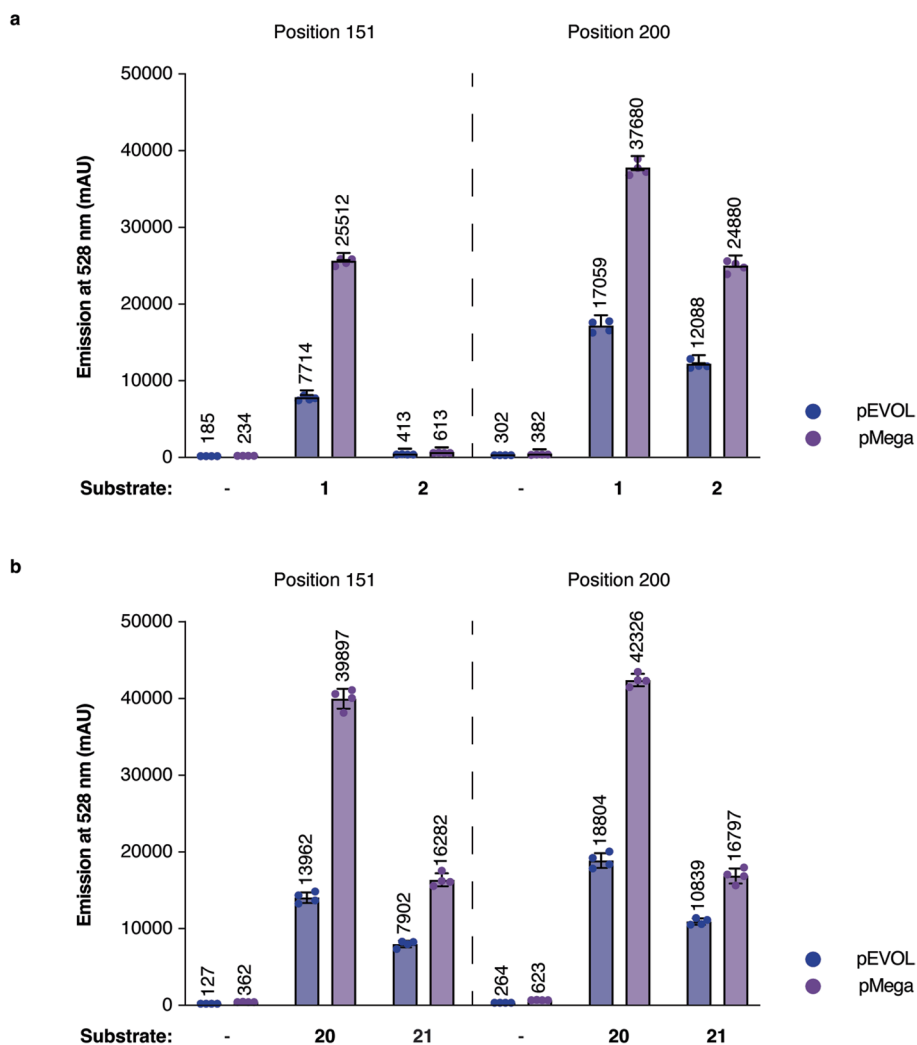 a
Position 151 Position 200
50000
40000
30000
20000
10000
0
Emission at 528 nm (mAU)
185 234 7714 25512 413 613 302 382 17059 37680 12088 24880
Substrate: - 1 2 - 1 2
pEVOL
pMega
b
Position 151 Position 200
50000
40000
30000
20000
10000
0
Emission at 528 nm (mAU)
127 362 13962 39897 7902 16282 264 623 18804 42326 10839 16797
Substrate: - 20 21 - 20 21
pEVOL
pMega